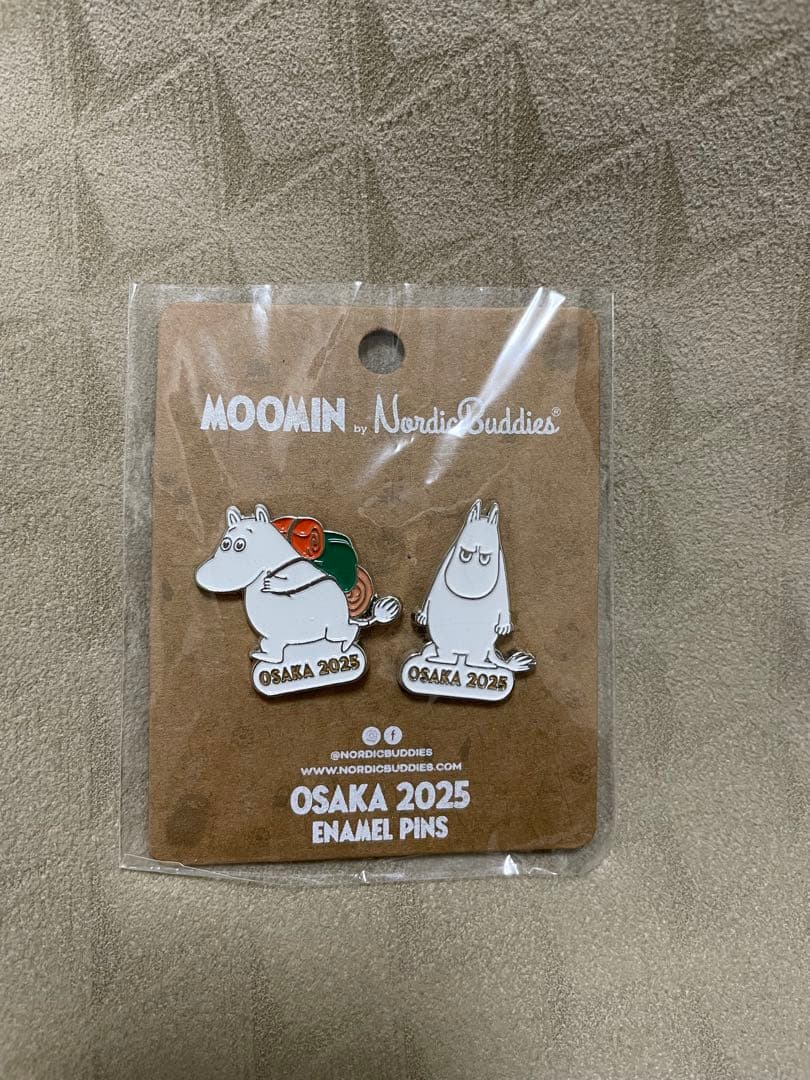 MOOMIN by NordicBuddies®
OSAKA 2025
OSAKA 2025
@NORDICBUDDIES
WWW.NORDICBUDDIES.COM
OSAKA 2025
ENAMEL PINS